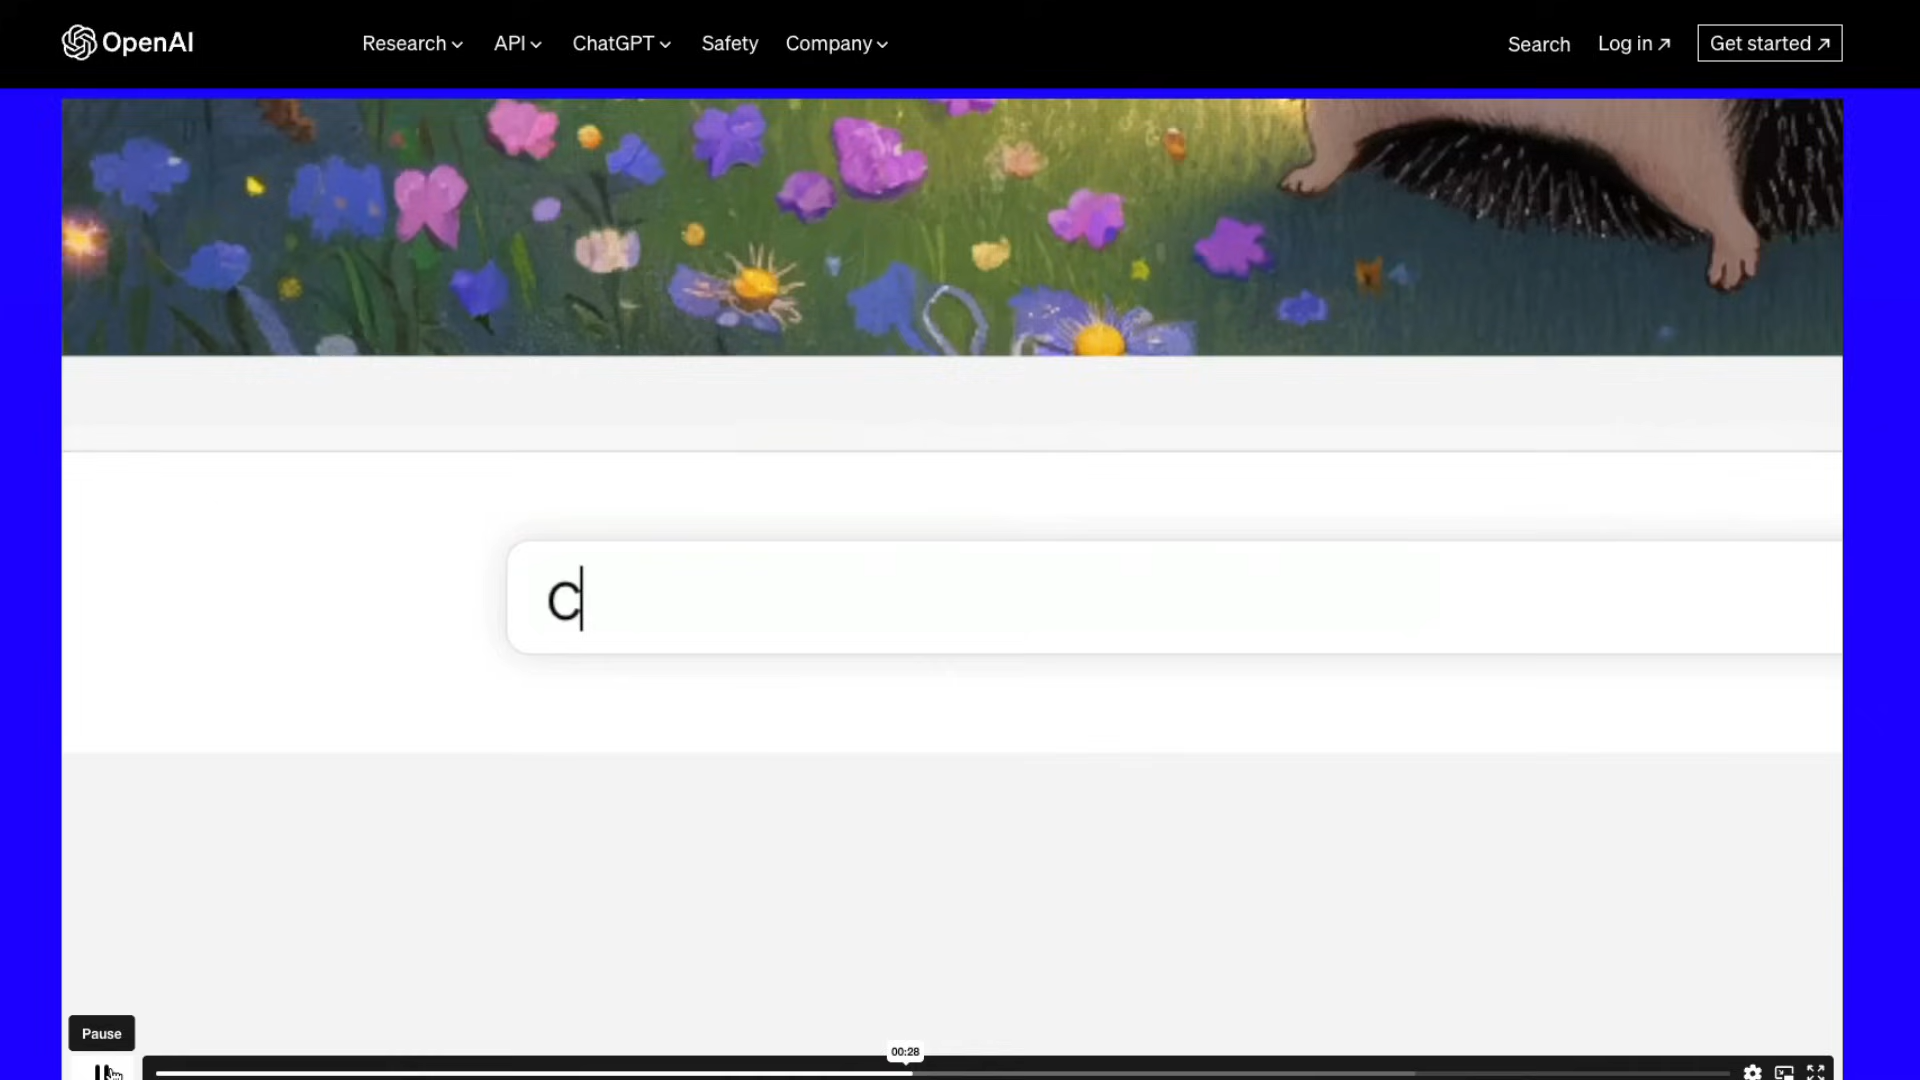 OpenAI
Research API ChatGPT Safety Company
Search Log in Get started
C
Pause
00:28